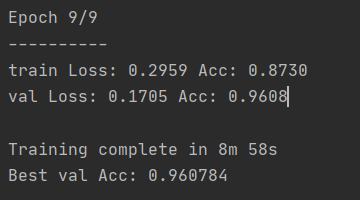 Epoch 9/9
----------
train Loss: 0.2959 Acc: 0.8730
val Loss: 0.1705 Acc: 0.9608
Training complete in 8m 58s
Best val Acc: 0.960784